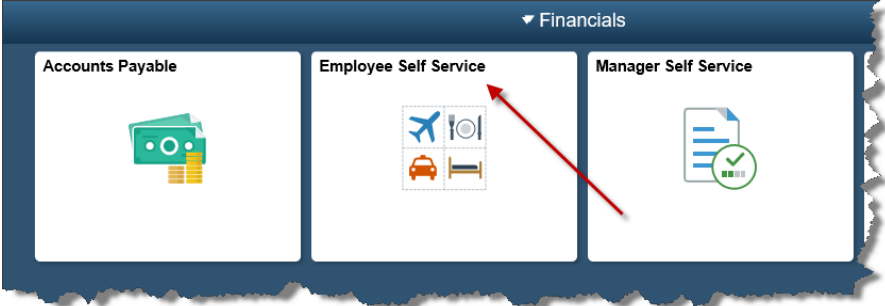 Financials
Accounts Payable
Employee Self Service
Manager Self Service